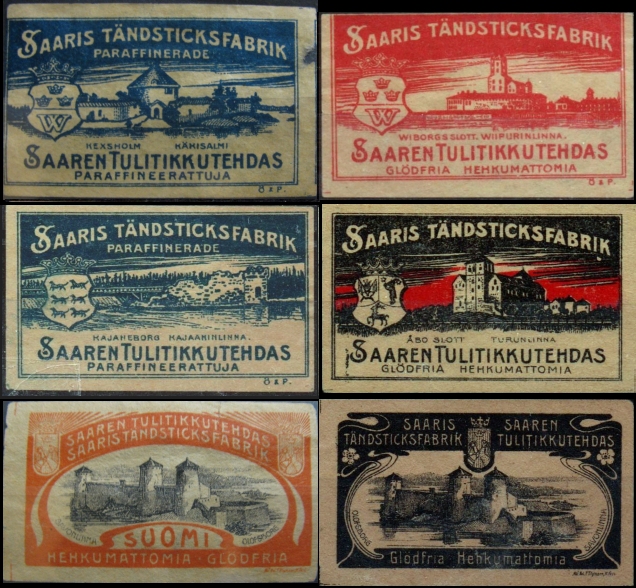 SAARIS TÄNDSTICKSFABRIK
PARAFFINERADE
W
KEXSHOLM KÄKISALMI
SAAREN TULITIKKUTEHDAS
PARAFFINEERATTUJA
Ö & P.
SAARIS TÄNDSTICKSFABRIK
W
WIBORGS SLOTT. WIIPURINLINNA.
SAAREN TULITIKKUTEHDAS
GLÖDFRIA HEHKUMATTOMIA
Ö & P.
SAARIS TÄNDSTICKSFABRIK
PARAFFINERADE
KAJANEBORG KAJAANINLINNA.
SAAREN TULITIKKUTEHDAS
PARAFFINEERATTUJA
Ö & P.
SAARIS TÄNDSTICKSFABRIK
ÅBO SLOTT TURUNLINNA
SAAREN TULITIKKUTEHDAS
GLÖDFRIA HEHKUMATTOMIA
SAAREN TULITIKKUTEHDAS
SAARIS TÄNDSTICKSFABRIK
SUOMI
HEHKUMATTOMIA - GLÖDFRIA
SAARIS SAAREN
TÄNDSTICKSFABRIK TULITIKKUTEHDAS
OLOFSBORG
Glödfria Hehkumattomia